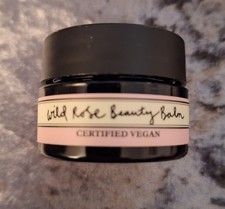 Wild Rose Beauty Balm
CERTIFIED VEGAN